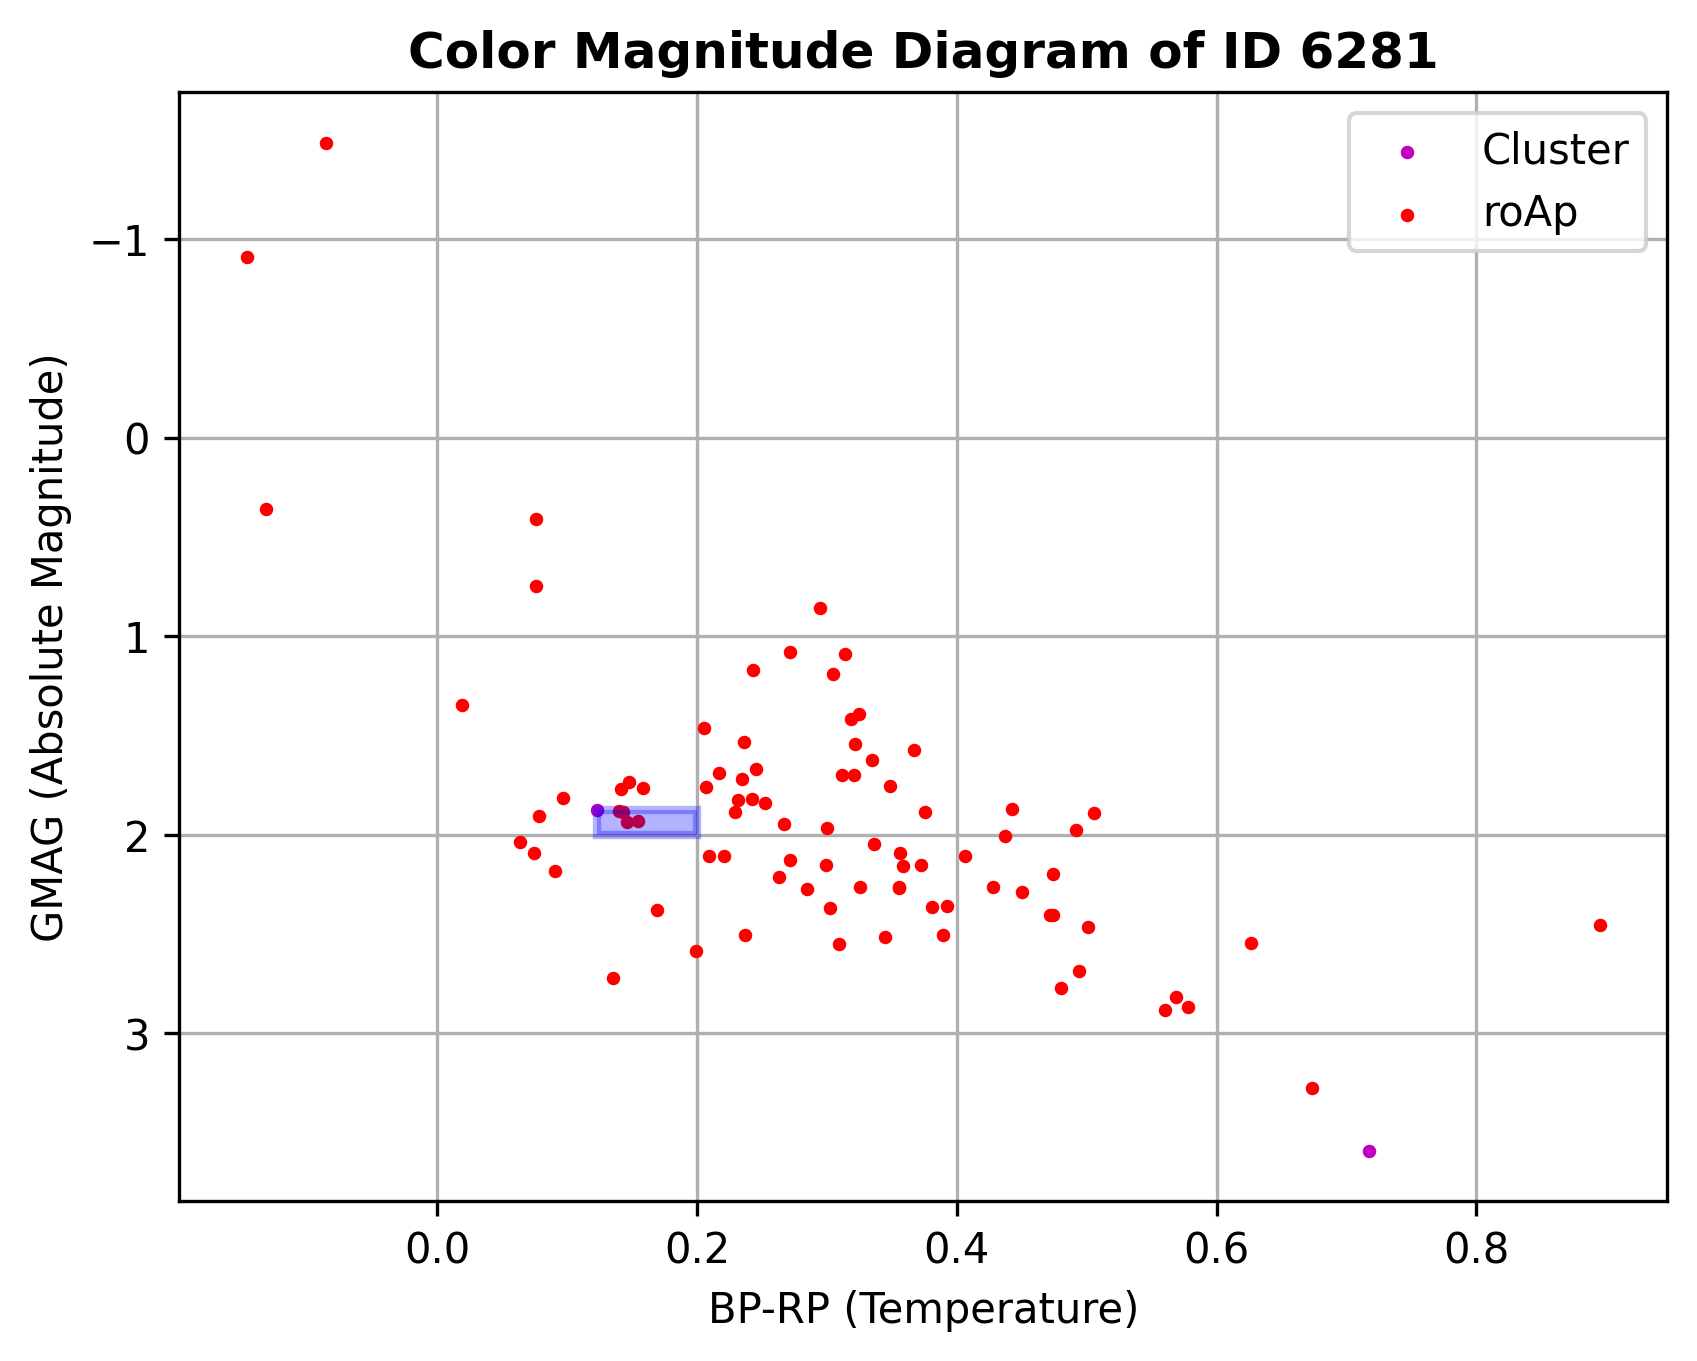 Color Magnitude Diagram of ID 6281
Cluster
roAp
GMAG (Absolute Magnitude)
−1
0
1
2
3
0.0 0.2 0.4 0.6 0.8
BP-RP (Temperature)